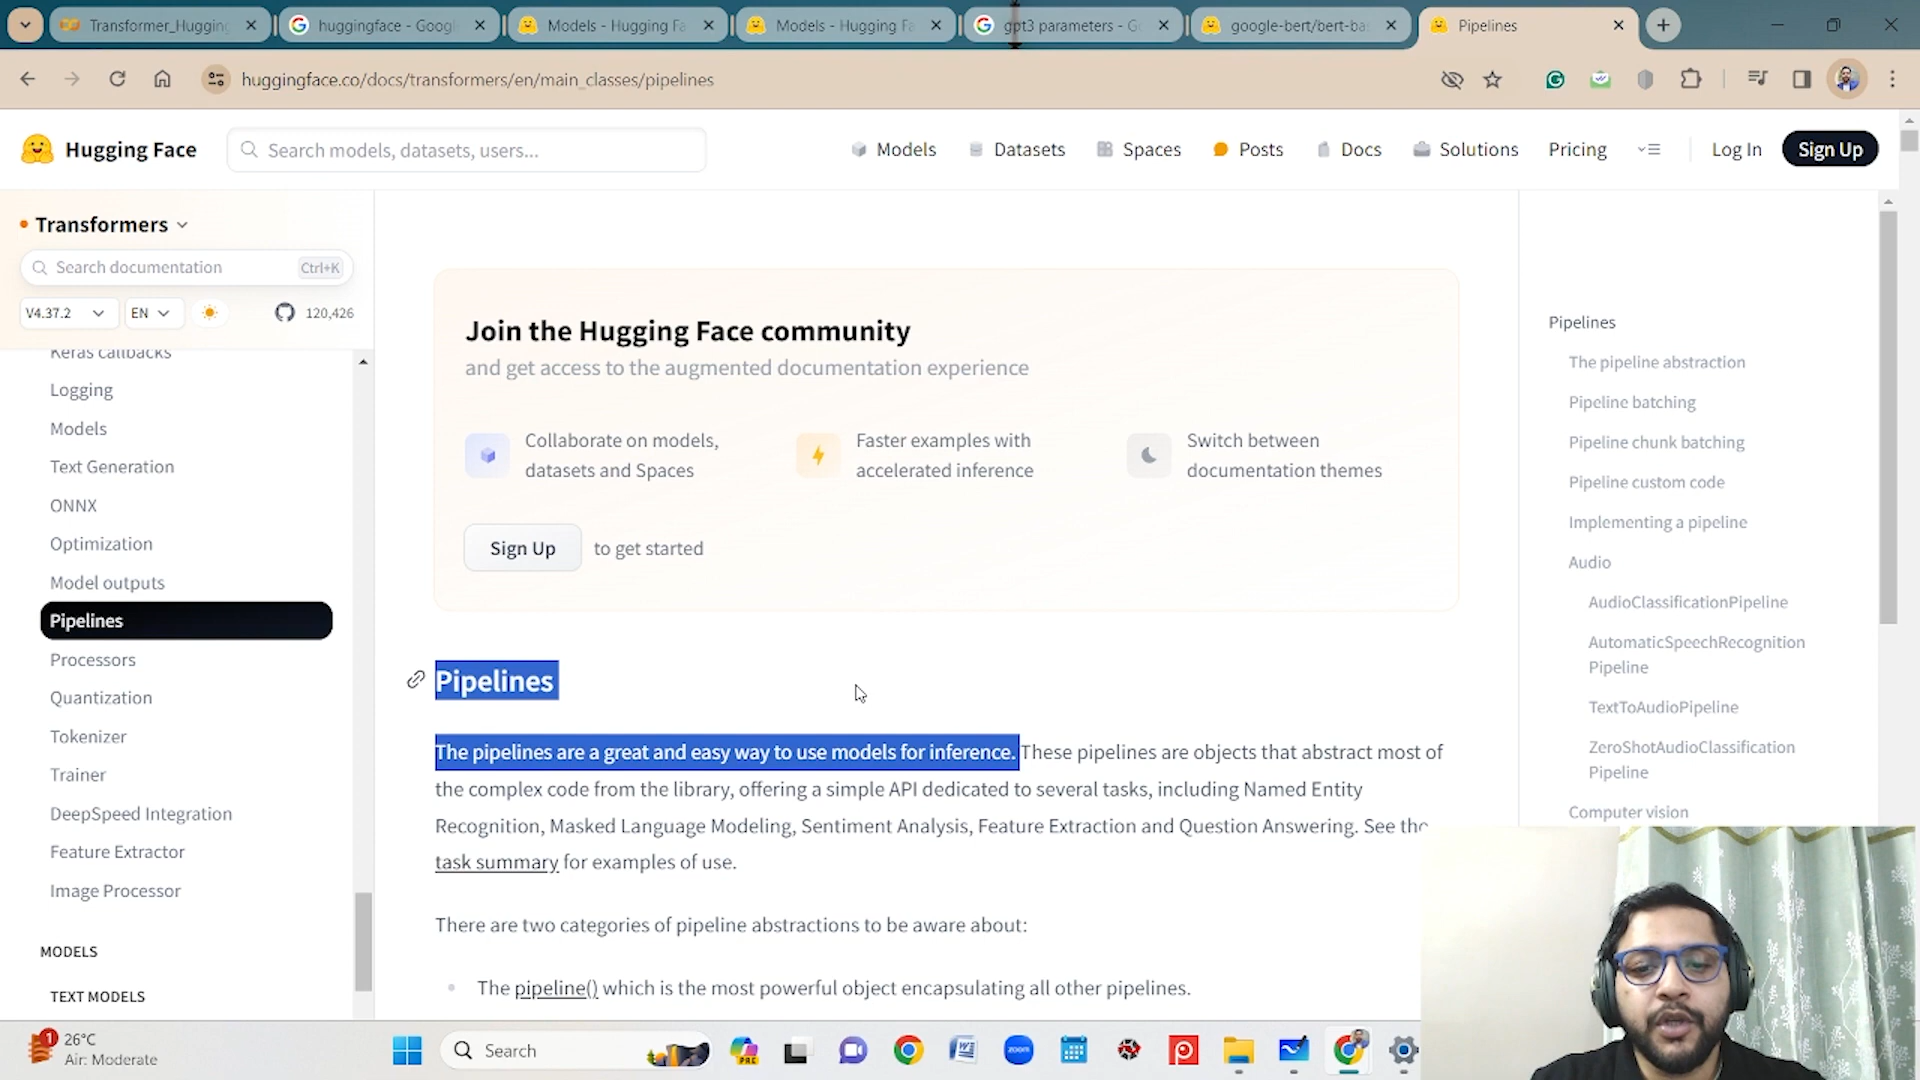 Transformer_Hugging
huggingface - Google
Models - Hugging Fa
Models - Hugging Fa
gpt3 parameters - G
google-bert/bert-ba
Pipelines
huggingface.co/docs/transformers/en/main_classes/pipelines
Hugging Face
Search models, datasets, users...
Models
Datasets
Spaces
Posts
Docs
Solutions
Pricing
Log In
Sign Up
Transformers
Search documentation
Ctrl+K
V4.37.2
EN
120,426
Keras callbacks
Logging
Models
Text Generation
ONNX
Optimization
Model outputs
Pipelines
Processors
Quantization
Tokenizer
Trainer
DeepSpeed Integration
Feature Extractor
Image Processor
MODELS
TEXT MODELS
Join the Hugging Face community
and get access to the augmented documentation experience
Collaborate on models,
datasets and Spaces
Faster examples with
accelerated inference
Switch between
documentation themes
Sign Up to get started
Pipelines
The pipelines are a great and easy way to use models for inference. These pipelines are objects that abstract most of
the complex code from the library, offering a simple API dedicated to several tasks, including Named Entity
Recognition, Masked Language Modeling, Sentiment Analysis, Feature Extraction and Question Answering. See the
task summary for examples of use.
There are two categories of pipeline abstractions to be aware about:
The pipeline() which is the most powerful object encapsulating all other pipelines.
Pipelines
The pipeline abstraction
Pipeline batching
Pipeline chunk batching
Pipeline custom code
Implementing a pipeline
Audio
AudioClassificationPipeline
AutomaticSpeechRecognition
Pipeline
TextToAudioPipeline
ZeroShotAudioClassification
Pipeline
Computer vision
1
26°C
Air: Moderate
Search
PRE
zoom